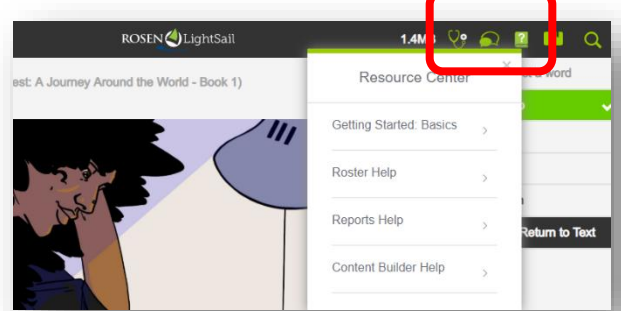 ROSEN LightSail 1.4M
est: A Journey Around the World - Book 1)
Resource Center
word
Getting Started: Basics
Roster Help
Reports Help
Return to Text
Content Builder Help